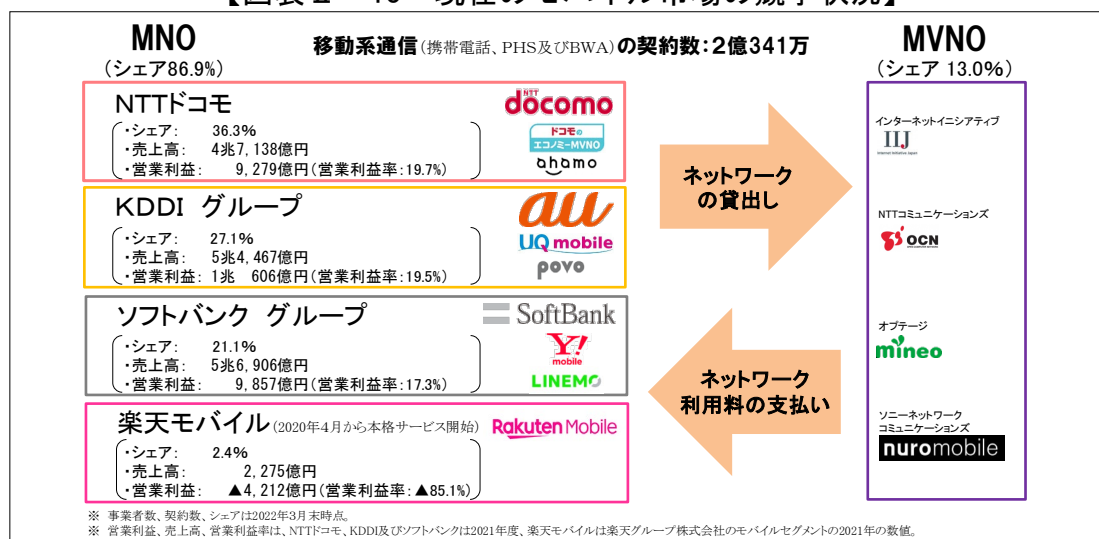 MNO
(シェア86.9%)
移動系通信(携帯電話、PHS及びBWA)の契約数:2億341万
MVNO
(シェア 13.0%)
NTTドコモ
・シェア: 36.3%
・売上高: 4兆7,138億円
・営業利益: 9,279億円(営業利益率:19.7%)
NTT
docomo
ドコモの
エコノミーMVNO
ahamo
KDDI グループ
・シェア: 27.1%
・売上高: 5兆4,467億円
・営業利益: 1兆 606億円(営業利益率:19.5%)
au
UQ mobile
povo
ソフトバンク グループ
・シェア: 21.1%
・売上高: 5兆6,906億円
・営業利益: 9,857億円(営業利益率:17.3%)
SoftBank
Y!
mobile
LINEMO
楽天モバイル(2020年4月から本格サービス開始)
・シェア: 2.4%
・売上高: 2,275億円
・営業利益: ▲4,212億円(営業利益率:▲85.1%)
Rakuten Mobile
ネットワーク
の貸出し
ネットワーク
利用料の支払い
インターネットイニシアティブ
IIJ
Internet Initiative Japan
NTTコミュニケーションズ
OCN
オプテージ
mineo
ソニーネットワーク
コミュニケーションズ
nuromobile
※ 事業者数、契約数、シェアは2022年3月末時点。
※ 営業利益、売上高、営業利益率は、NTTドコモ、KDDI及びソフトバンクは2021年度、楽天モバイルは楽天グループ株式会社のモバイルセグメントの2021年の数値。